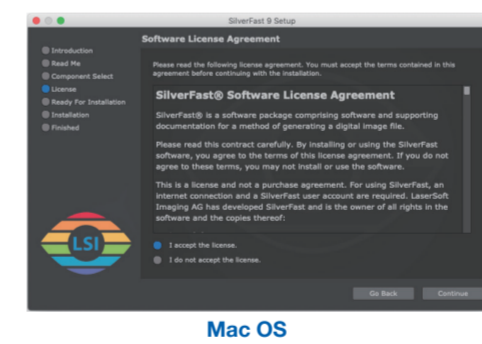 SilverFast 9 Setup
Software License Agreement
Introduction
Read Me
Component Select
License
Ready For Installation
Installation
Finished
Please read the following license agreement. You must accept the terms contained in this
agreement before continuing with the installation.
SilverFast® Software License Agreement
SilverFast® is a software package comprising software and supporting
documentation for a method of generating a digital image file.
Please read this contract carefully. By installing or using the SilverFast
software, you agree to the terms of this license agreement. If you do not
agree to these terms, you may not install or use the software.
This is a license and not a purchase agreement. For using SilverFast, an
internet connection and a SilverFast user account are required. LaserSoft
Imaging AG has developed SilverFast and is the owner of all rights in the
software and the copies thereof:
LSI
I accept the license.
I do not accept the license.
Go Back
Continue
Mac OS